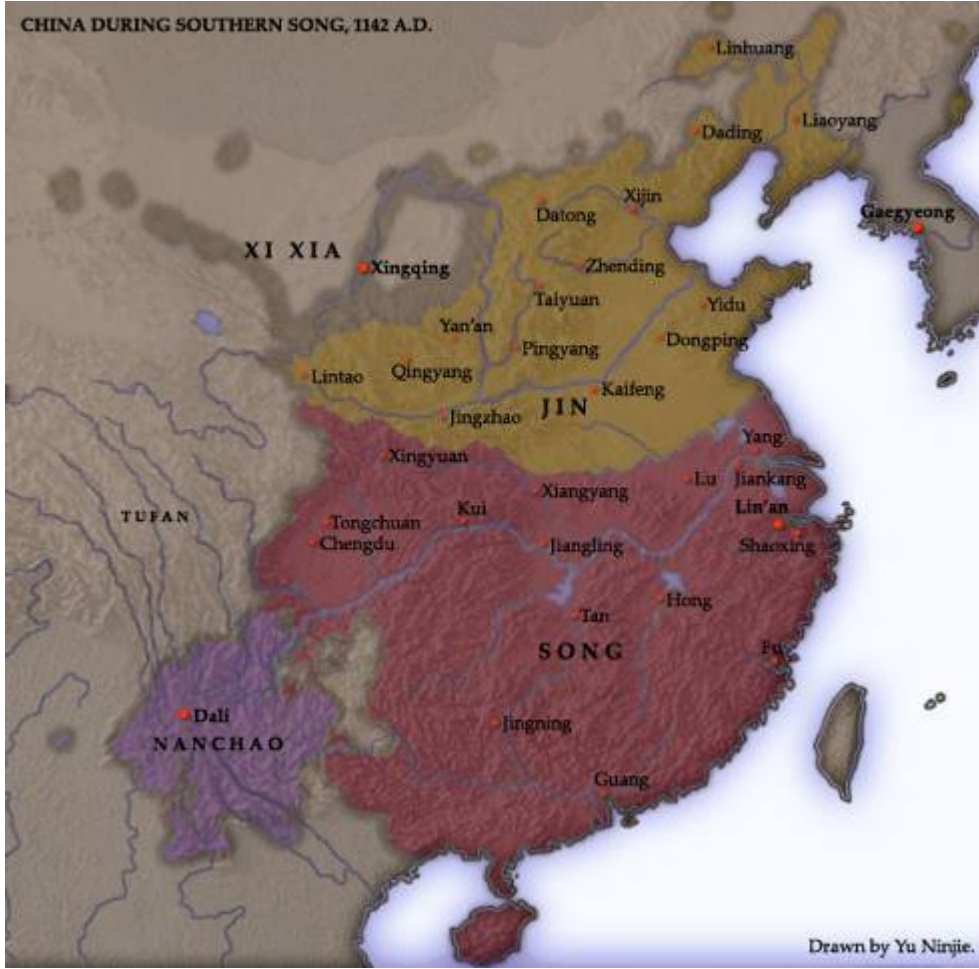 CHINA DURING SOUTHERN SONG, 1142 A.D.
Linhuang
Liaoyang
Dading
Xijin
Datong
Gaegyeong
XI XIA
Xingqing
Zhending
Taiyuan
Yidu
Yan'an
Dongping
Pingyang
Qingyang
Lintao
Kaifeng
JIN
Jingzhao
Yang
Xingyuan
Lu
Jiankang
Xiangyang
Kui
Lin'an
TUFAN
Tongchuan
Chengdu
Jiangling
Shaoxing
Hong
Tan
SONG
Fu
Dali
Jingning
NANCHAO
Guang
Drawn by Yu Ninjie.